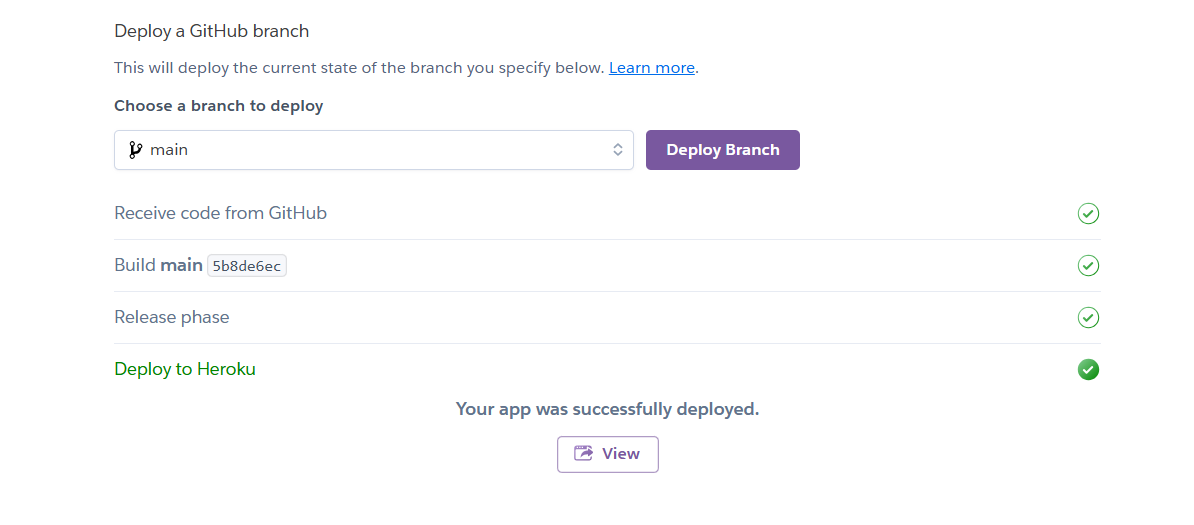 Deploy a GitHub branch
This will deploy the current state of the branch you specify below. Learn more.
Choose a branch to deploy
main
Deploy Branch
Receive code from GitHub
Build main 5b8de6ec
Release phase
Deploy to Heroku
Your app was successfully deployed.
View